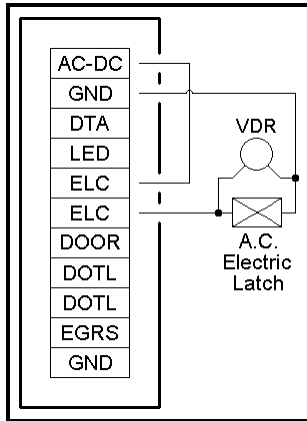 AC-DC
GND
DTA
LED
ELC
ELC
DOOR
DOTL
DOTL
EGRS
GND
VDR
A.C.
Electric
Latch